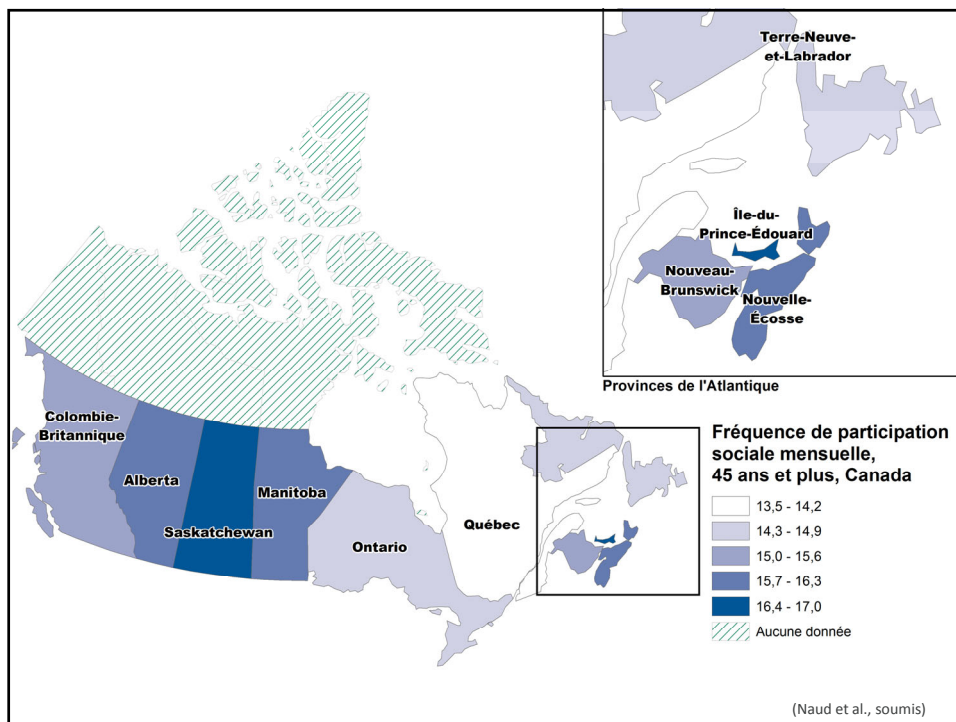 Terre-Neuve-
et-Labrador
Île-du-
Prince-Édouard
Nouveau-
Brunswick
Nouvelle-
Écosse
Provinces de l'Atlantique
Colombie-
Britannique
Alberta
Saskatchewan
Manitoba
Ontario
Québec
Fréquence de participation
sociale mensuelle,
45 ans et plus, Canada
13,5 - 14,2
14,3 - 14,9
15,0 - 15,6
15,7 - 16,3
16,4 - 17,0
Aucune donnée
(Naud et al., soumis)